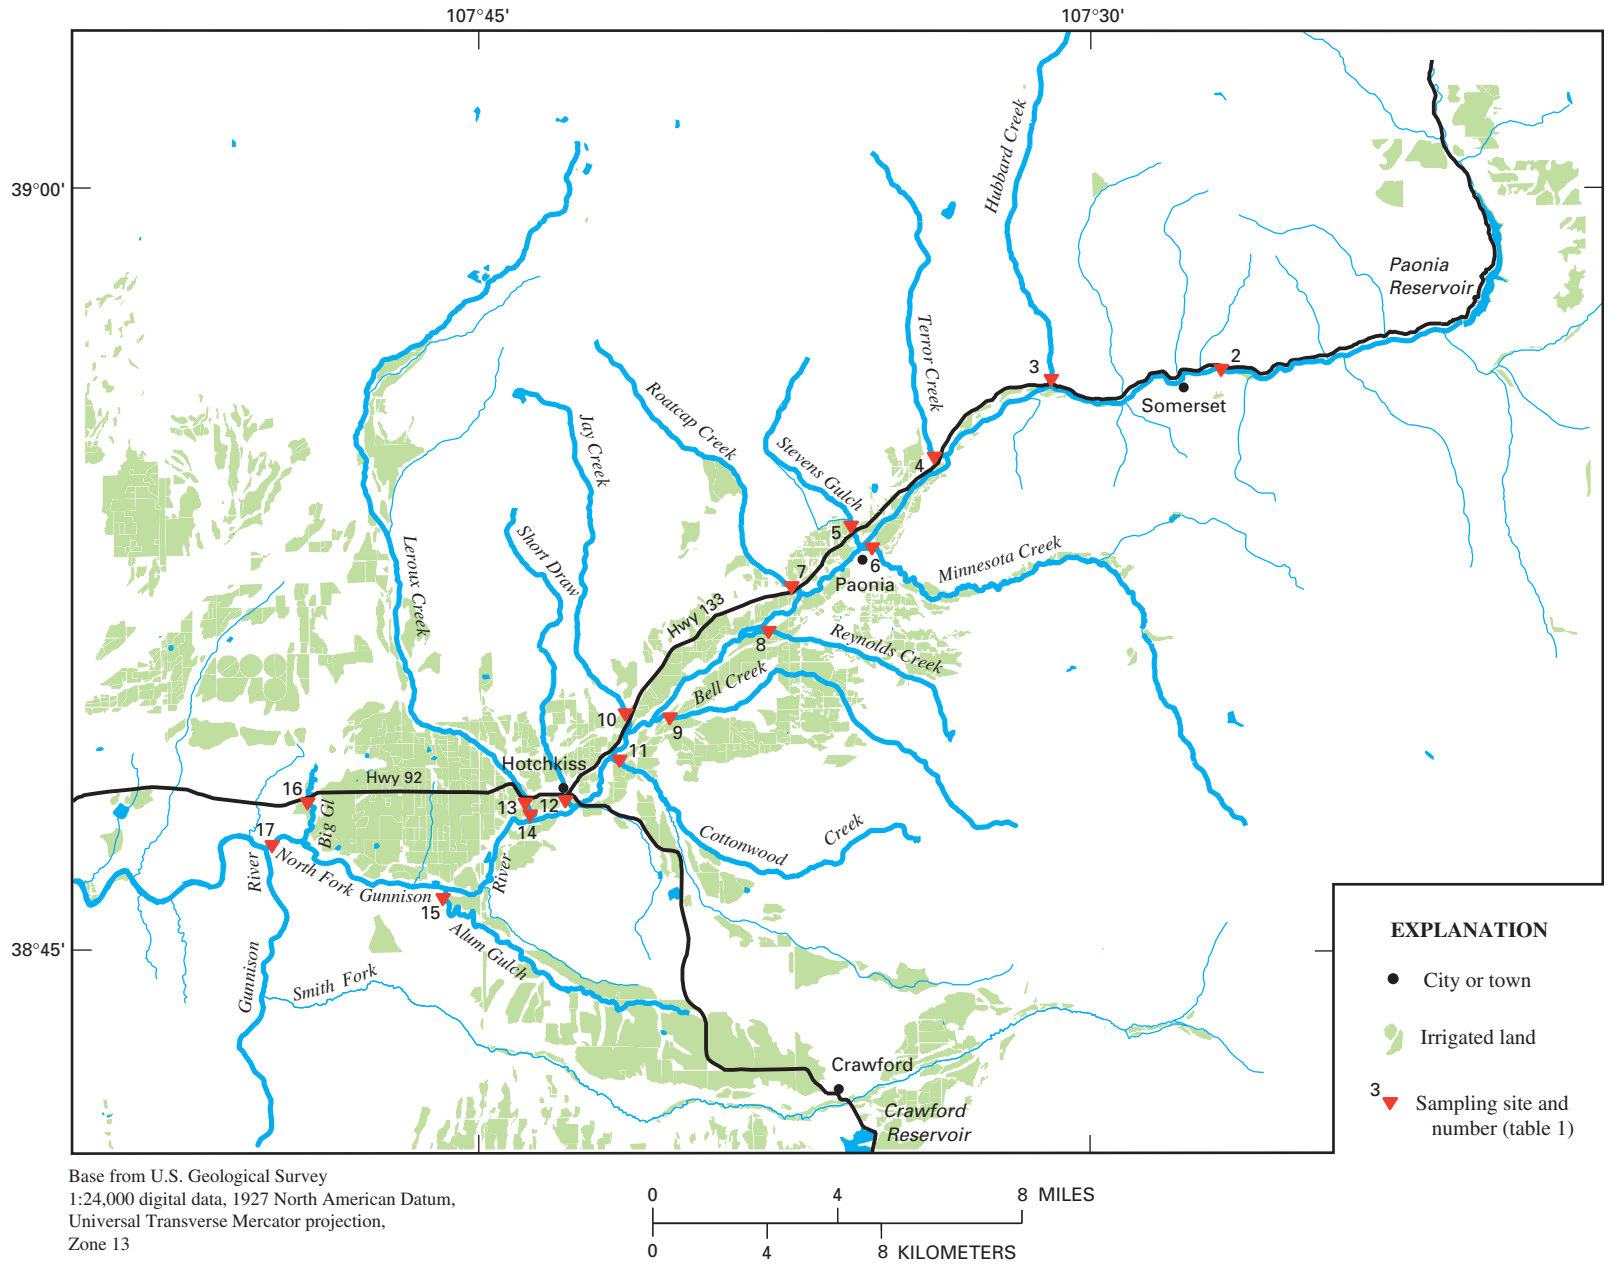 107°45'
107°30'
39°00'
38°45'
Hubbard Creek
Paonia
Reservoir
Terror Creek
2
3
Somerset
Roatcap Creek
Jay Creek
Stevens Gulch
4
5
6
Paonia
Minnesota Creek
Short Draw
Leroux Creek
7
Hwy 133
8
Reynolds Creek
Bell Creek
9
10
11
Hotchkiss
Hwy 92
12
13
14
16
Big Gl
17
River
North Fork Gunnison
River
15
Cottonwood
Creek
Alum Gulch
Gunnison
Smith Fork
Crawford
Crawford
Reservoir
EXPLANATION
City or town
Irrigated land
3
Sampling site and
number (table 1)
Base from U.S. Geological Survey
1:24,000 digital data, 1927 North American Datum,
Universal Transverse Mercator projection,
Zone 13
0 4 8 MILES
0 4 8 KILOMETERS